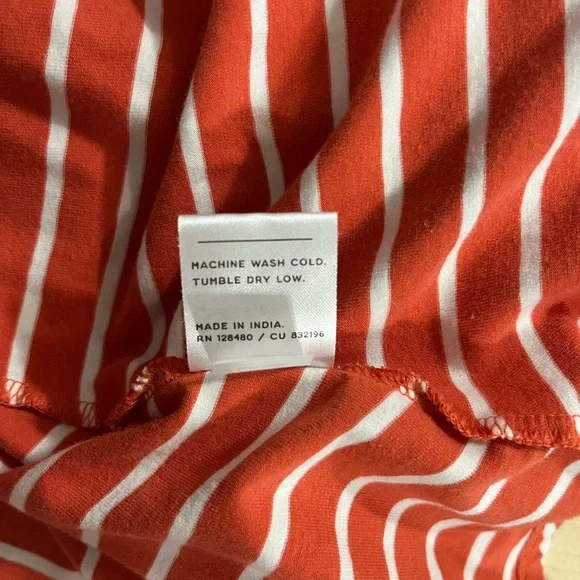 MACHINE WASH COLD.
TUMBLE DRY LOW.
MADE IN INDIA.
RN 128480 / CU 832196